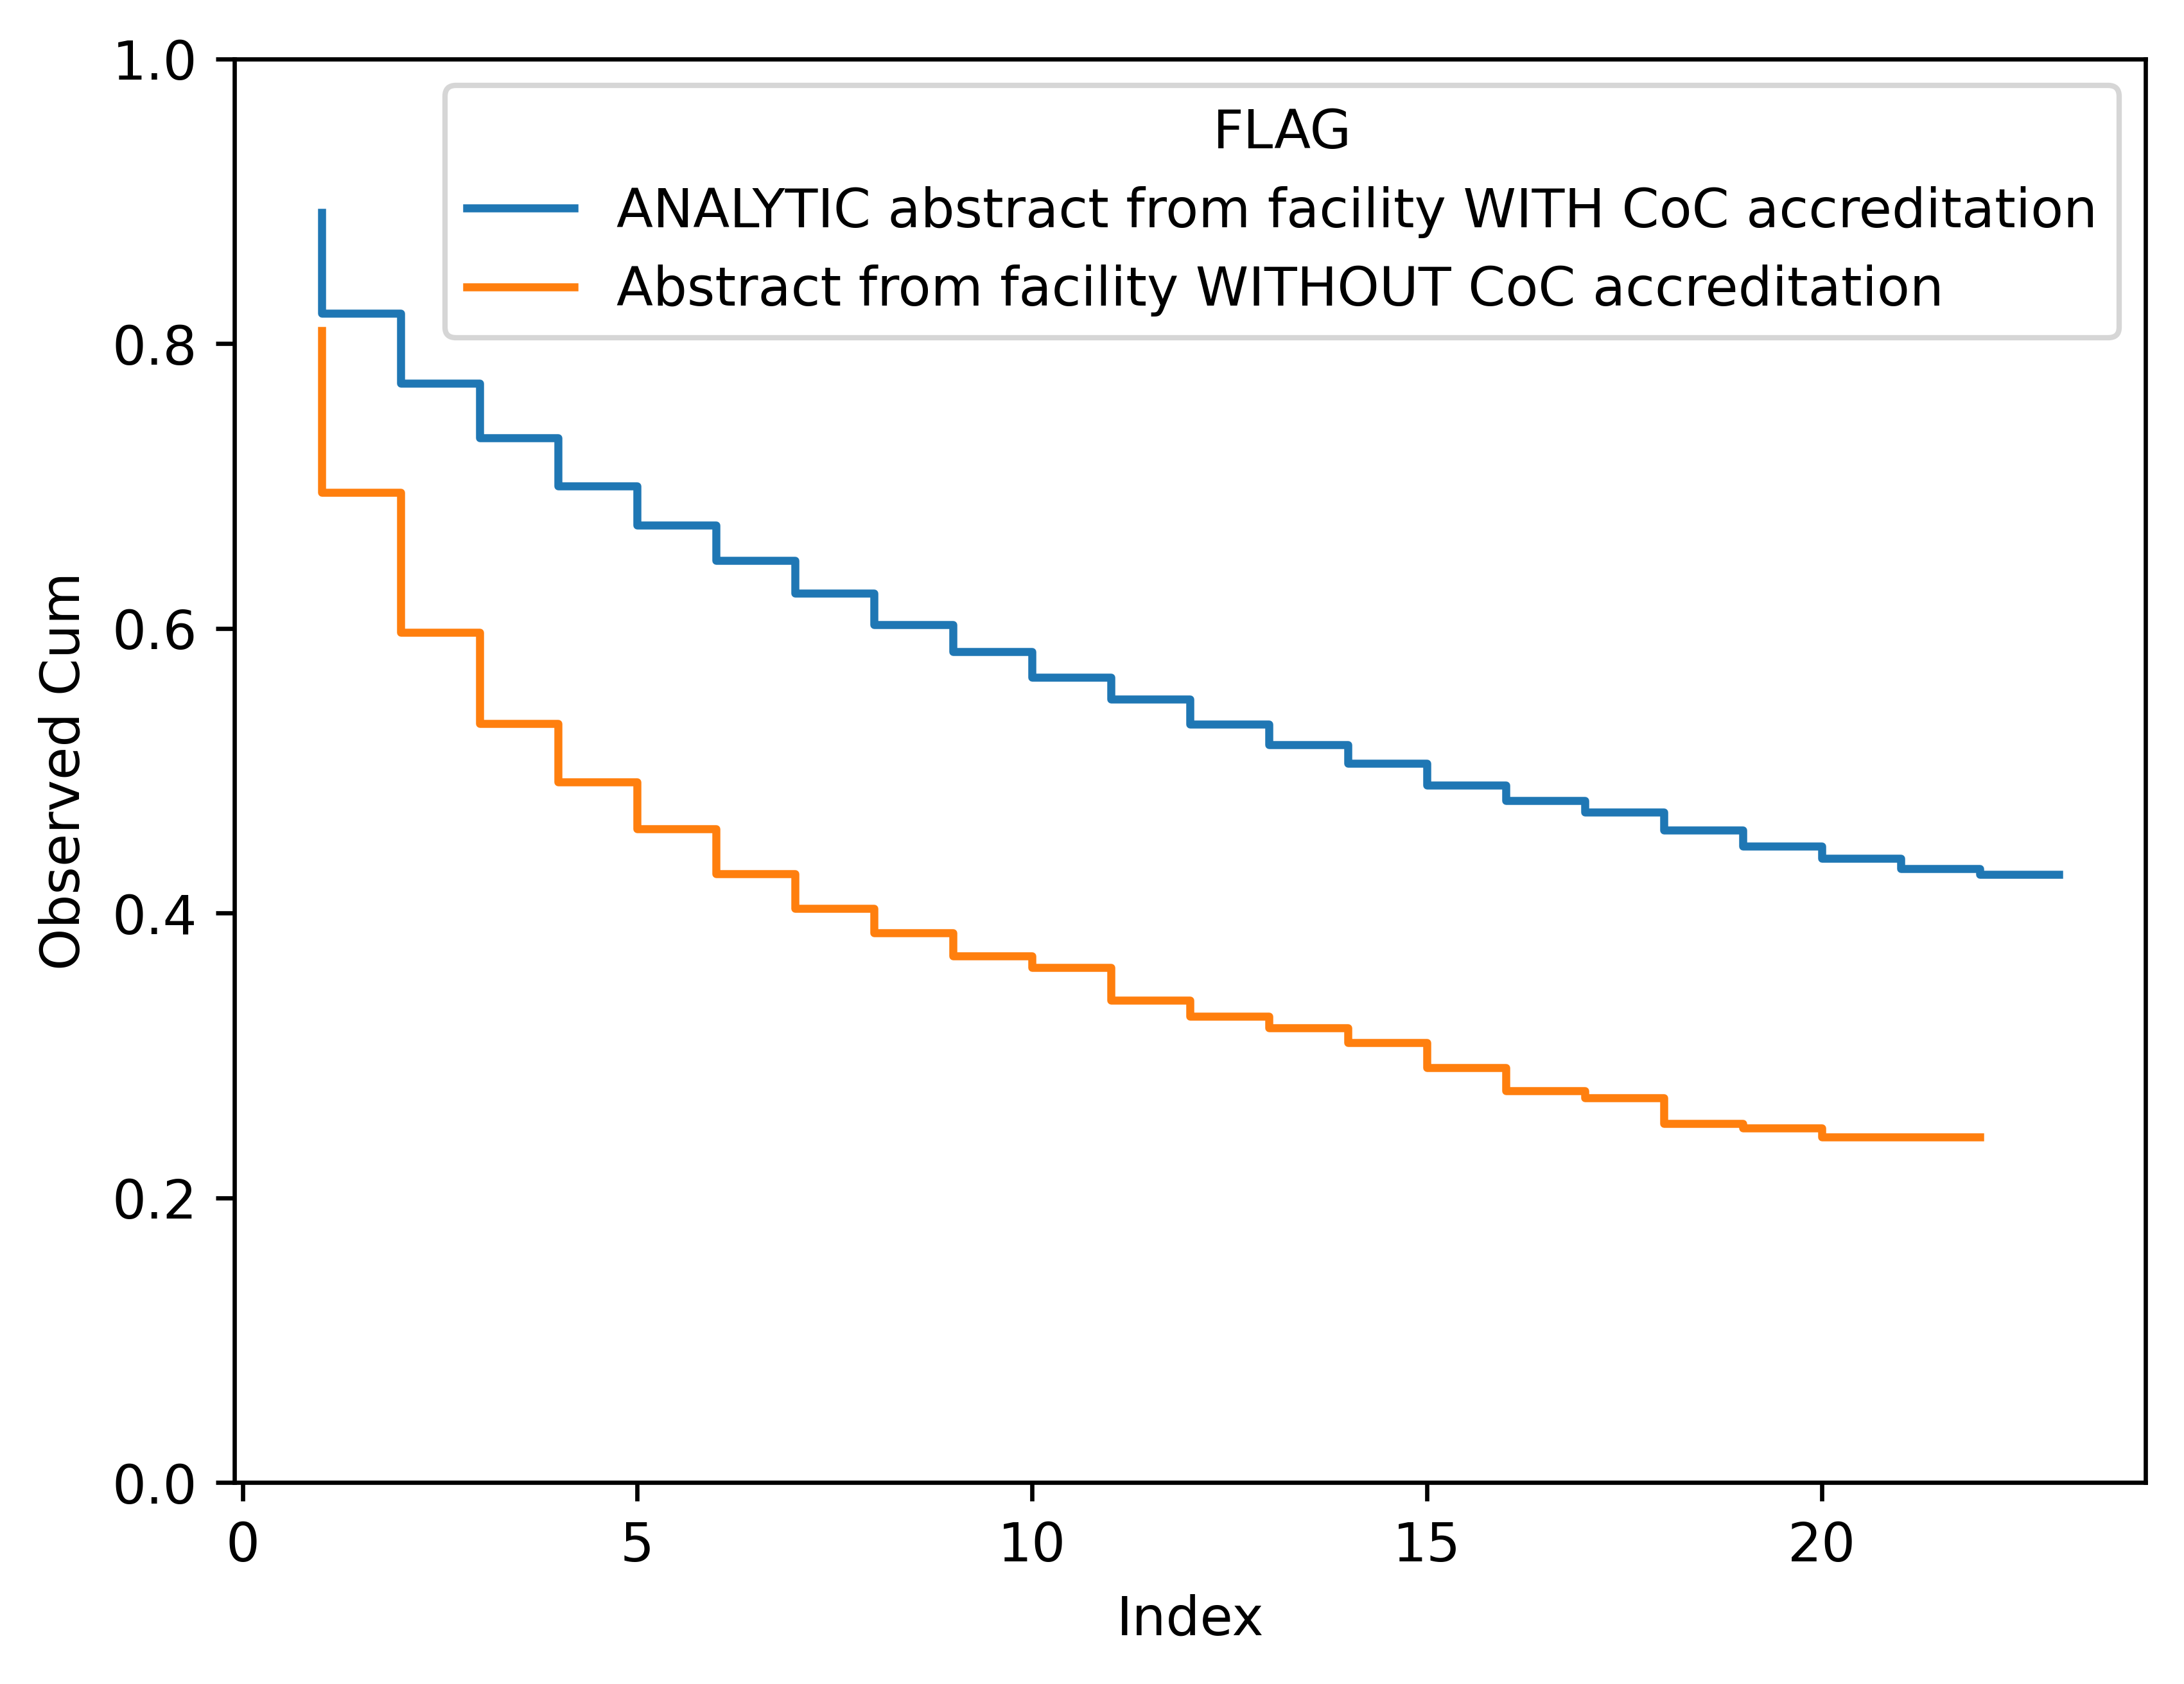 FLAG
ANALYTIC abstract from facility WITH CoC accreditation
Abstract from facility WITHOUT CoC accreditation
1.0
0.8
0.6
0.4
0.2
0.0
Observed Cum
0 5 10 15 20
Index